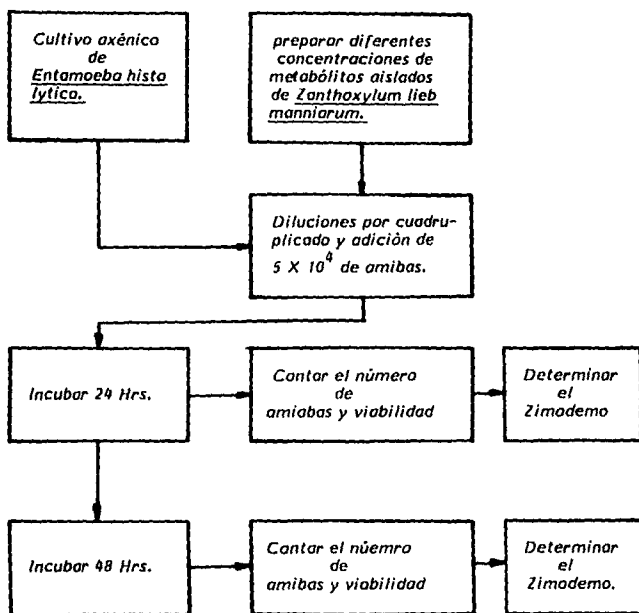 Cultivo axénico
de
Entamoeba histo
lytica.
preparar diferentes
concentraciones de
metabólitos aislados
de Zanthoxylum lieb
manniarum.
Diluciones por cuadru-
plicado y adición de
5 X 10⁴ de amibas.
Incubar 24 Hrs.
Contar el número
de
amiabas y viabilidad
Determinar
el
Zimodemo
Incubar 48 Hrs.
Contar el núemro
de
amibas y viabilidad
Determinar
el
Zimodemo.